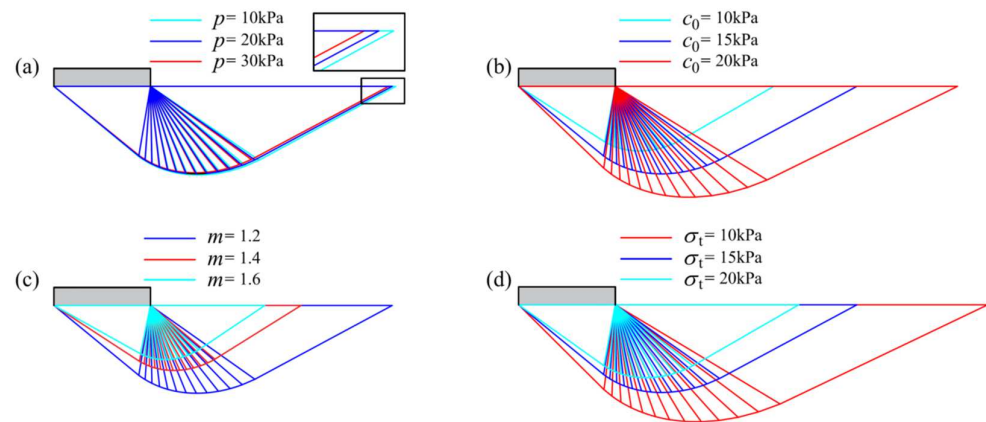 p = 10kPa
p = 20kPa
p = 30kPa
(a)
c₀ = 10kPa
c₀ = 15kPa
c₀ = 20kPa
(b)
m = 1.2
m = 1.4
m = 1.6
(c)
σₜ = 10kPa
σₜ = 15kPa
σₜ = 20kPa
(d)